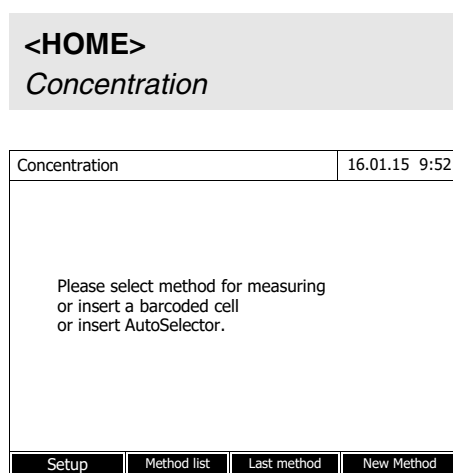 <HOME>
Concentration
Concentration 16.01.15 9:52
Please select method for measuring
or insert a barcoded cell
or insert AutoSelector.
Setup Method list Last method New Method